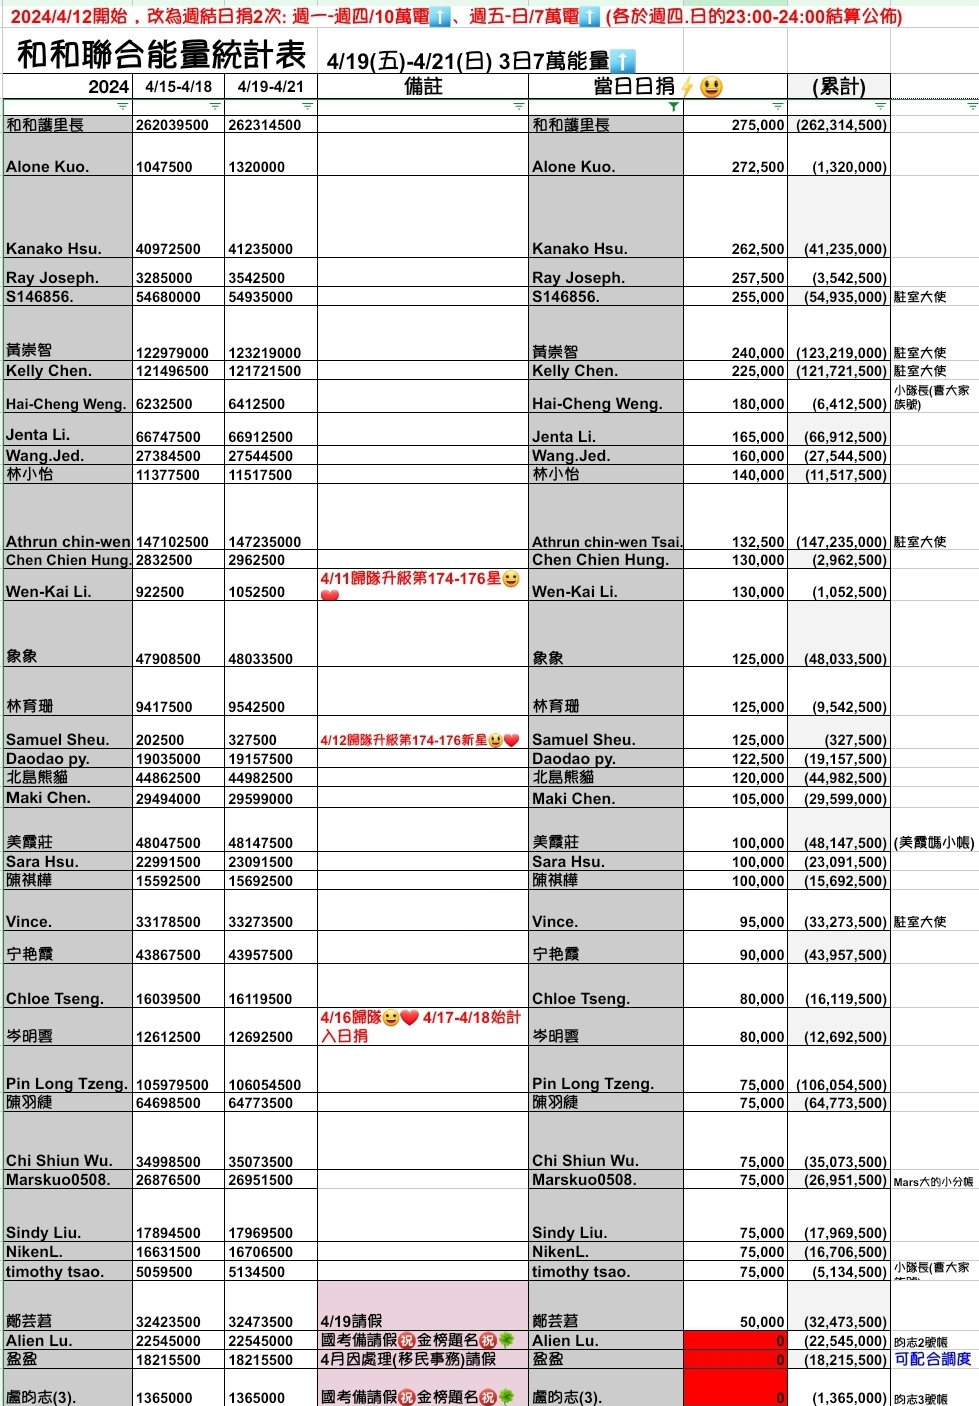 2024/4/12開始，改為週結日捐2次: 週一-週四/10萬電⬆️、週五-日/7萬電⬆️ (各於週四.日的23:00-24:00結算公佈)
和和聯合能量統計表 4/19(五)-4/21(日) 3日7萬能量⬆️
2024 4/15-4/18 4/19-4/21 備註 當日日捐⚡😃 (累計)
和和護里長 262039500 262314500 和和護里長 275,000 (262,314,500)
Alone Kuo. 1047500 1320000 Alone Kuo. 272,500 (1,320,000)
Kanako Hsu. 40972500 41235000 Kanako Hsu. 262,500 (41,235,000)
Ray Joseph. 3285000 3542500 Ray Joseph. 257,500 (3,542,500)
S146856. 54680000 54935000 S146856. 255,000 (54,935,000) 駐室大使
黃崇智 122979000 123219000 黃崇智 240,000 (123,219,000) 駐室大使
Kelly Chen. 121496500 121721500 Kelly Chen. 225,000 (121,721,500) 駐室大使
Hai-Cheng Weng. 6232500 6412500 Hai-Cheng Weng. 180,000 (6,412,500) 小隊長(曹大家族號)
Jenta Li. 66747500 66912500 Jenta Li. 165,000 (66,912,500)
Wang.Jed. 27384500 27544500 Wang.Jed. 160,000 (27,544,500)
林小怡 11377500 11517500 林小怡 140,000 (11,517,500)
Athrun chin-wen 147102500 147235000 Athrun chin-wen Tsai. 132,500 (147,235,000) 駐室大使
Chen Chien Hung. 2832500 2962500 Chen Chien Hung. 130,000 (2,962,500)
Wen-Kai Li. 922500 1052500 4/11歸隊升級第174-176星😀❤️ Wen-Kai Li. 130,000 (1,052,500)
象象 47908500 48033500 象象 125,000 (48,033,500)
林育珊 9417500 9542500 林育珊 125,000 (9,542,500)
Samuel Sheu. 202500 327500 4/12歸隊升級第174-176新星😃❤️ Samuel Sheu. 125,000 (327,500)
Daodao py. 19035000 19157500 Daodao py. 122,500 (19,157,500)
北島熊貓 44862500 44982500 北島熊貓 120,000 (44,982,500)
Maki Chen. 29494000 29599000 Maki Chen. 105,000 (29,599,000)
美霞莊 48047500 48147500 美霞莊 100,000 (48,147,500) (美霞媽小帳)
Sara Hsu. 22991500 23091500 Sara Hsu. 100,000 (23,091,500)
陳祺樺 15592500 15692500 陳祺樺 100,000 (15,692,500)
Vince. 33178500 33273500 Vince. 95,000 (33,273,500) 駐室大使
宁艳霞 43867500 43957500 宁艳霞 90,000 (43,957,500)
Chloe Tseng. 16039500 16119500 Chloe Tseng. 80,000 (16,119,500)
岑明雲 12612500 12692500 4/16歸隊😀❤️ 4/17-4/18始計入日捐 岑明雲 80,000 (12,692,500)
Pin Long Tzeng. 105979500 106054500 Pin Long Tzeng. 75,000 (106,054,500)
陳羽緁 64698500 64773500 陳羽緁 75,000 (64,773,500)
Chi Shiun Wu. 34998500 35073500 Chi Shiun Wu. 75,000 (35,073,500)
Marskuo0508. 26876500 26951500 Marskuo0508. 75,000 (26,951,500) Mars大的小分帳
Sindy Liu. 17894500 17969500 Sindy Liu. 75,000 (17,969,500)
NikenL. 16631500 16706500 NikenL. 75,000 (16,706,500)
timothy tsao. 5059500 5134500 timothy tsao. 75,000 (5,134,500) 小隊長(曹大家
鄭芸莙 32423500 32473500 4/19請假 鄭芸莙 50,000 (32,473,500)
Alien Lu. 22545000 22545000 國考備請假㊗️金榜題名㊗️🍀 Alien Lu. 0 (22,545,000) 昀志2號帳
盈盈 18215500 18215500 4月因處理(移民事務)請假 盈盈 0 (18,215,500) 可配合調度
盧昀志(3). 1365000 1365000 國考備請假㊗️金榜題名㊗️🍀 盧昀志(3). 0 (1,365,000) 昀志3號帳